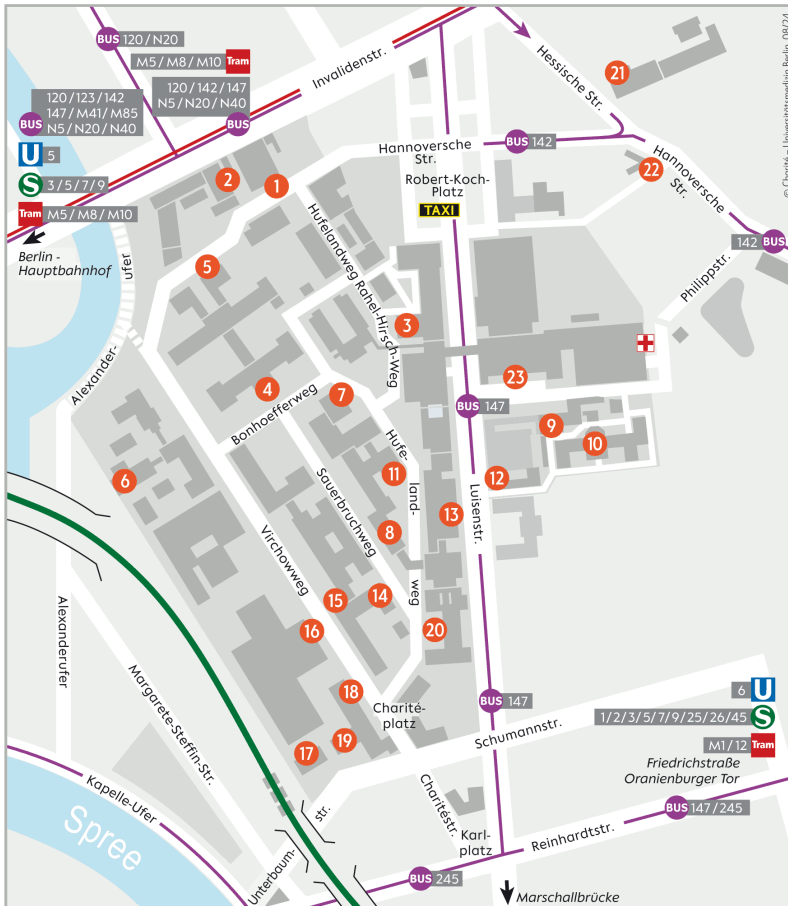 BUS 120 / N20
M5 / M8 / M10 Tram
120 / 123 / 142
147 / M41 / M85
N5 / N20 / N40
BUS
120 / 142 / 147
N5 / N20 / N40
BUS
U 5
S 3 / 5 / 7 / 9
Tram M5 / M8 / M10
Berlin -
Hauptbahnhof
Invalidenstr.
Hessische Str.
21
© Charité – Universitätsmedizin Berlin, 08/24
Hannoversche
Str.
BUS 142
Robert-Koch-
Platz
TAXI
22
Hannoversche
Str.
142 BUS
Philippstr.
2
1
5
Hufelandweg
Rahel-Hirsch-Weg
3
Alexander-
ufer
4
Bonhoefferweg
7
23
BUS 147
9
10
6
11
Hufe-
land-
weg
12
Luisenstr.
13
Sauerbruchweg
8
Virchowweg
15
14
16
20
Alexanderufer
Margarete-Steffin-Str.
18
Charité-
platz
19
17
BUS 147
Schumannstr.
6 U
1/2/3/5/7/9/25/26/45 S
M1 / 12 Tram
Friedrichstraße
Oranienburger Tor
Kapelle-Ufer
Spree
Unterbaum-
str.
Charitéstr.
Karl-
platz
Reinhardtstr.
BUS 147 / 245
BUS 245
Marschallbrücke